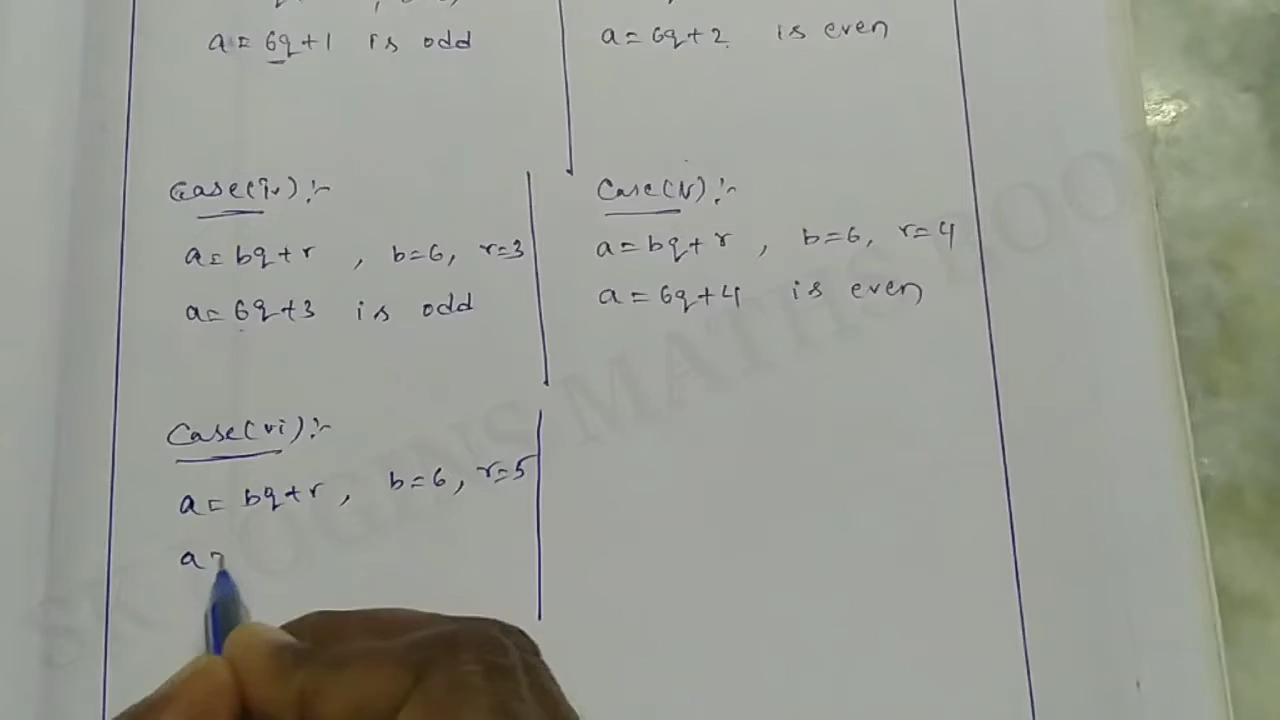 a = 6q+1 is odd
a = 6q+2 is even
Case(iv):-
a = bq+r , b=6, r=3
a = 6q+3 is odd
Case(v):-
a = bq+r , b=6, r=4
a = 6q+4 is even
Case(vi):-
a = bq+r , b=6, r=5
a =
MATHS